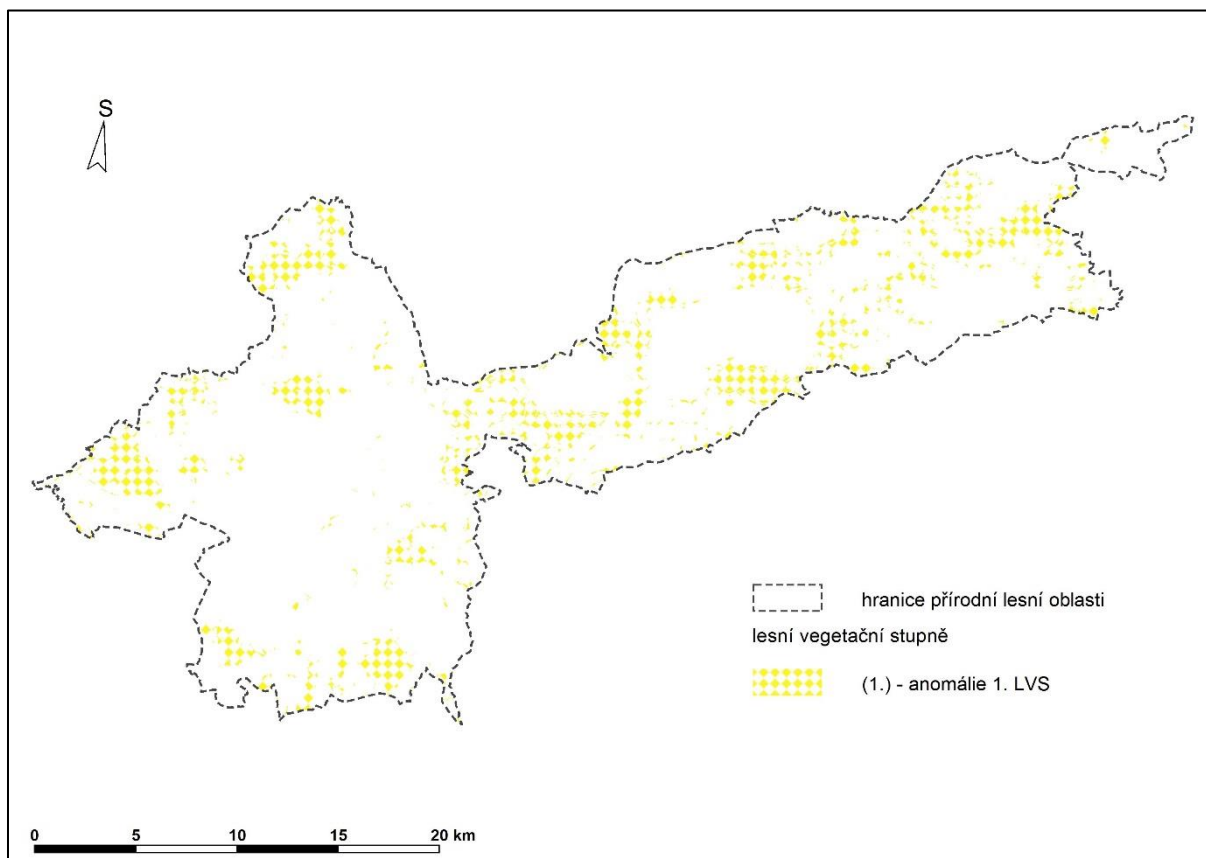 S
hranice přírodní lesní oblasti
lesní vegetační stupně
(1.) - anomálie 1. LVS
0 5 10 15 20 km